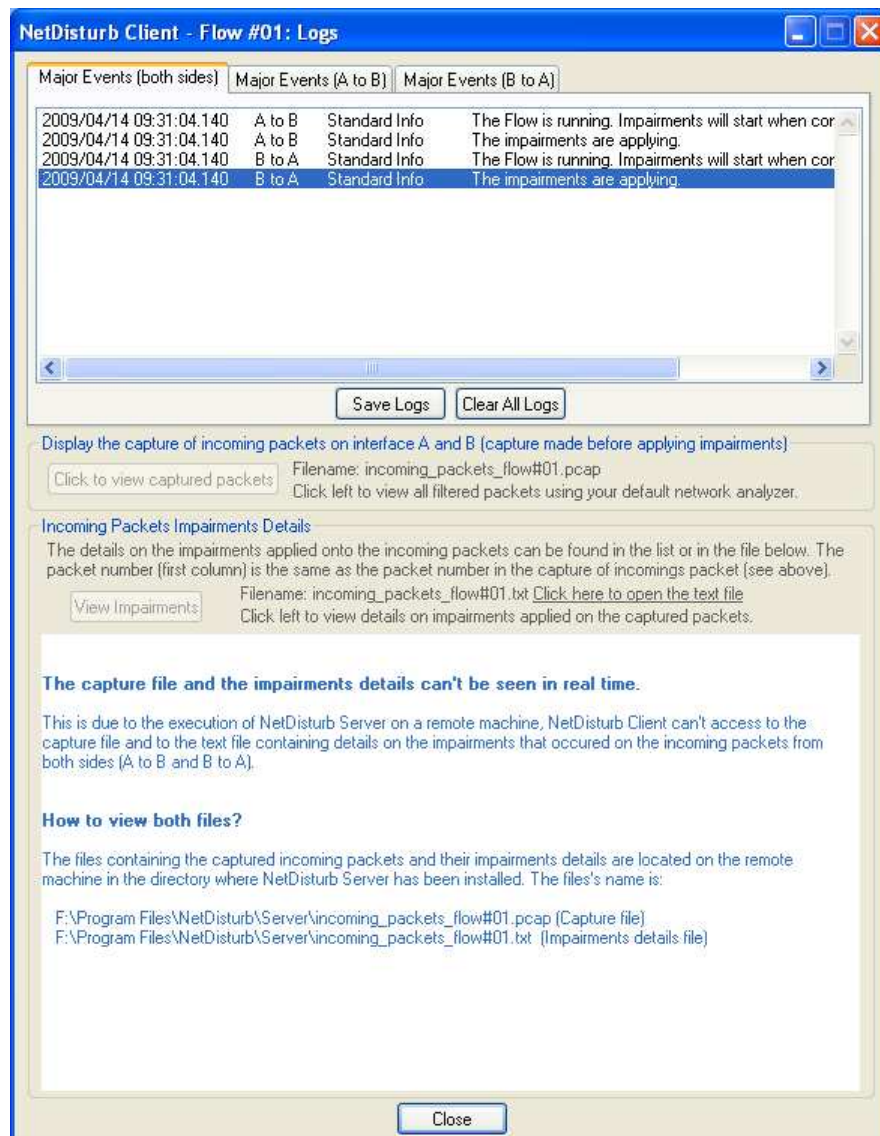 NetDisturb Client - Flow #01: Logs
Major Events (both sides) Major Events (A to B) Major Events (B to A)
2009/04/14 09:31:04.140 A to B Standard Info The Flow is running. Impairments will start when cor
2009/04/14 09:31:04.140 A to B Standard Info The impairments are applying.
2009/04/14 09:31:04.140 B to A Standard Info The Flow is running. Impairments will start when cor
2009/04/14 09:31:04.140 B to A Standard Info The impairments are applying.
Save Logs Clear All Logs
Display the capture of incoming packets on interface A and B (capture made before applying impairments)
Click to view captured packets
Filename: incoming_packets_flow#01.pcap
Click left to view all filtered packets using your default network analyzer.
Incoming Packets Impairments Details
The details on the impairments applied onto the incoming packets can be found in the list or in the file below. The
packet number (first column) is the same as the packet number in the capture of incomings packet (see above).
View Impairments
Filename: incoming_packets_flow#01.txt Click here to open the text file
Click left to view details on impairments applied on the captured packets.
The capture file and the impairments details can't be seen in real time.
This is due to the execution of NetDisturb Server on a remote machine, NetDisturb Client can't access to the
capture file and to the text file containing details on the impairments that occured on the incoming packets from
both sides (A to B and B to A).
How to view both files?
The files containing the captured incoming packets and their impairments details are located on the remote
machine in the directory where NetDisturb Server has been installed. The files's name is:
F:\Program Files\NetDisturb\Server\incoming_packets_flow#01.pcap (Capture file)
F:\Program Files\NetDisturb\Server\incoming_packets_flow#01.txt (Impairments details file)
Close